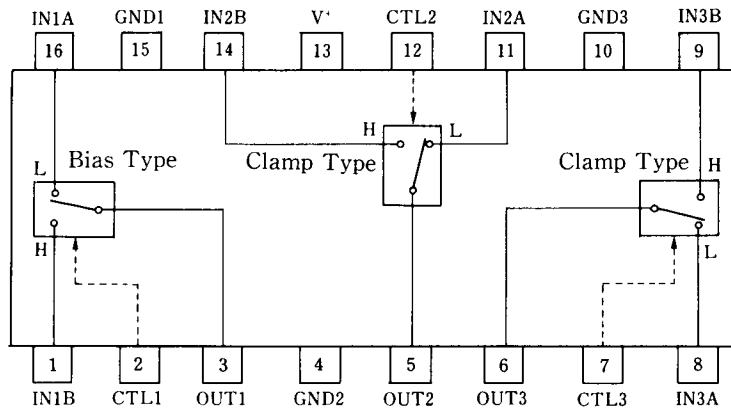 IN1A GND1 IN2B V+ CTL2 IN2A GND3 IN3B
16 15 14 13 12 11 10 9
H L
L Bias Type Clamp Type Clamp Type H
H L
1 2 3 4 5 6 7 8
IN1B CTL1 OUT1 GND2 OUT2 OUT3 CTL3 IN3A